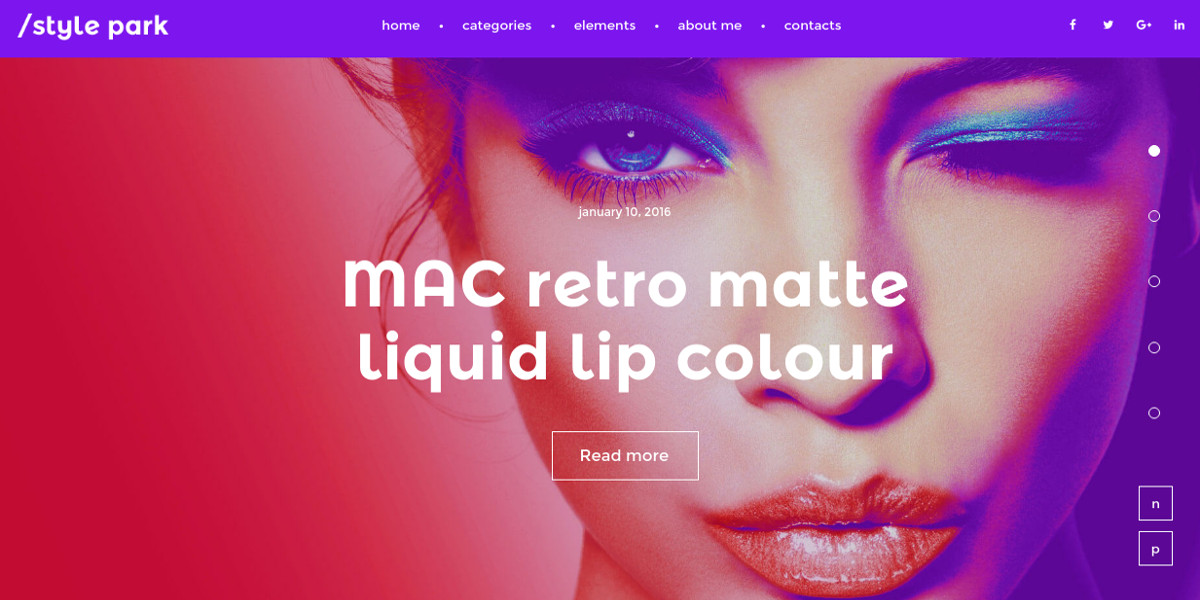 /style park
home • categories • elements • about me • contacts
f G+ in
january 10, 2016
MAC retro matte
liquid lip colour
Read more
n
p